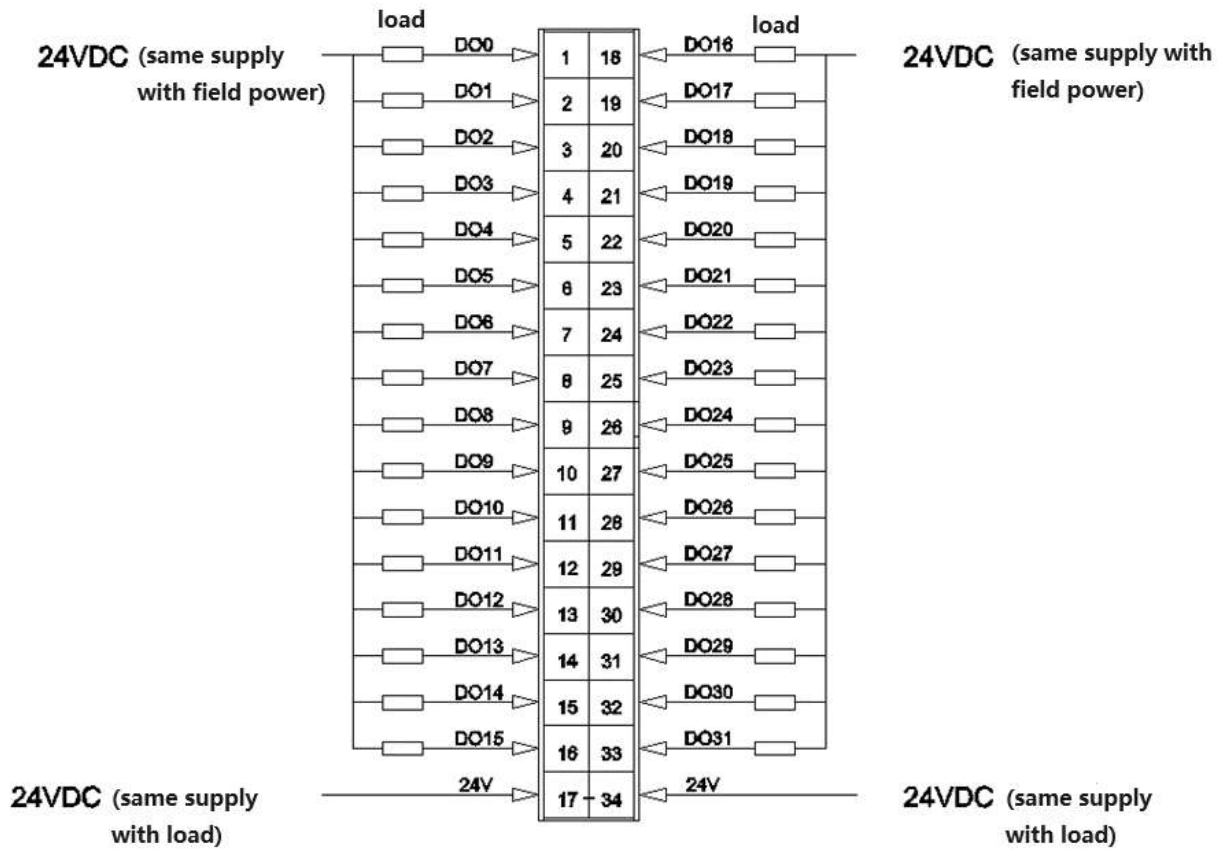 load
load
24VDC (same supply
with field power)
24VDC (same supply with
field power)
DO0 1 18 DO16
DO1 2 19 DO17
DO2 3 20 DO18
DO3 4 21 DO19
DO4 5 22 DO20
DO5 6 23 DO21
DO6 7 24 DO22
DO7 8 25 DO23
DO8 9 26 DO24
DO9 10 27 DO25
DO10 11 28 DO26
DO11 12 29 DO27
DO12 13 30 DO28
DO13 14 31 DO29
DO14 15 32 DO30
DO15 16 33 DO31
24V 17 34 24V
24VDC (same supply
with load)
24VDC (same supply
with load)